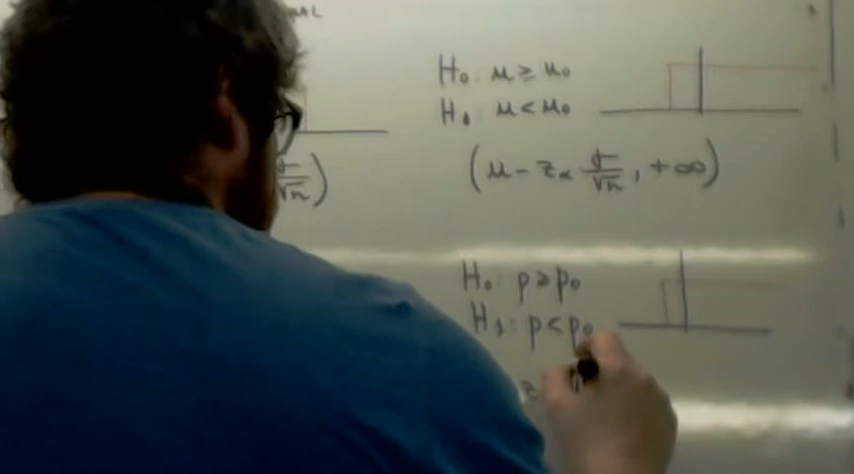 H₀: μ ≥ μ₀
H₁: μ < μ₀
(μ - z_α σ/√n, +∞)
σ/√n)
H₀: p ≥ p₀
H₁: p < p₀
z